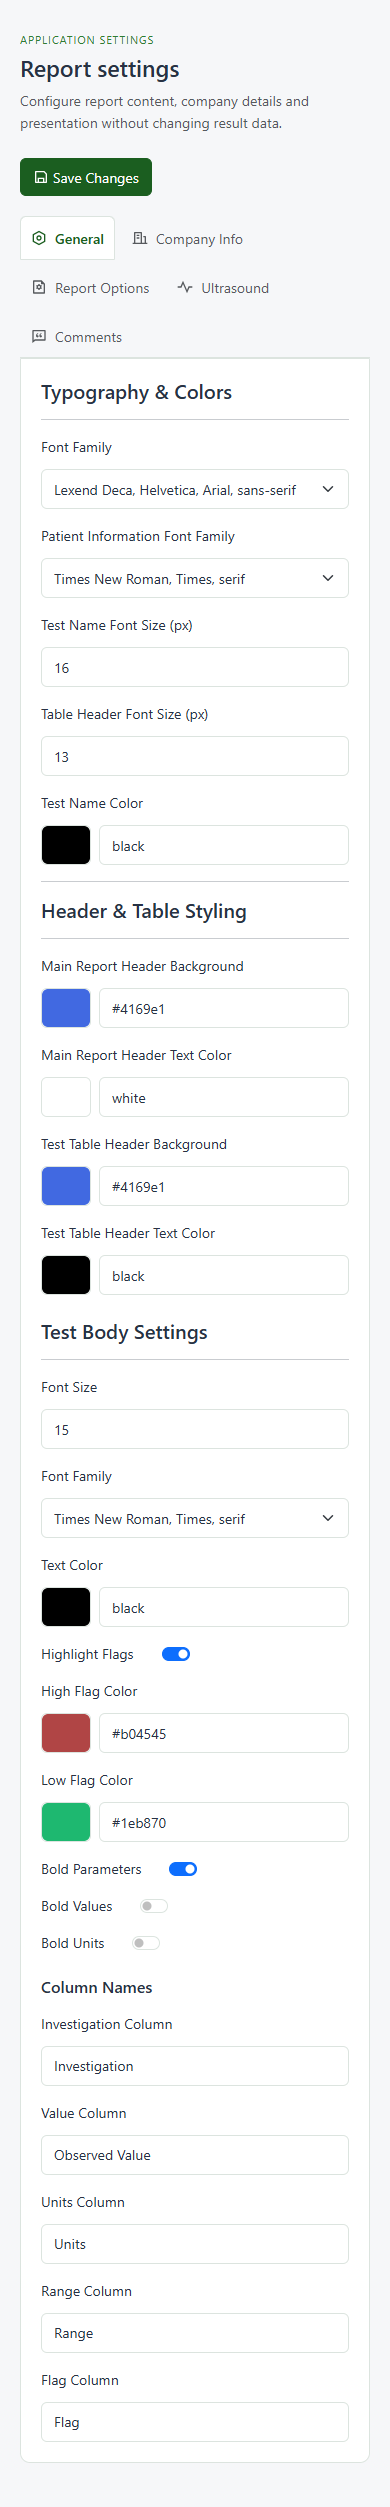 APPLICATION SETTINGS
Report settings
Configure report content, company details and
presentation without changing result data.
Save Changes
General
Company Info
Report Options
Ultrasound
Comments
Typography & Colors
Font Family
Lexend Deca, Helvetica, Arial, sans-serif
Patient Information Font Family
Times New Roman, Times, serif
Test Name Font Size (px)
16
Table Header Font Size (px)
13
Test Name Color
black
Header & Table Styling
Main Report Header Background
#4169e1
Main Report Header Text Color
white
Test Table Header Background
#4169e1
Test Table Header Text Color
black
Test Body Settings
Font Size
15
Font Family
Times New Roman, Times, serif
Text Color
black
Highlight Flags
High Flag Color
#b04545
Low Flag Color
#1eb870
Bold Parameters
Bold Values
Bold Units
Column Names
Investigation Column
Investigation
Value Column
Observed Value
Units Column
Units
Range Column
Range
Flag Column
Flag